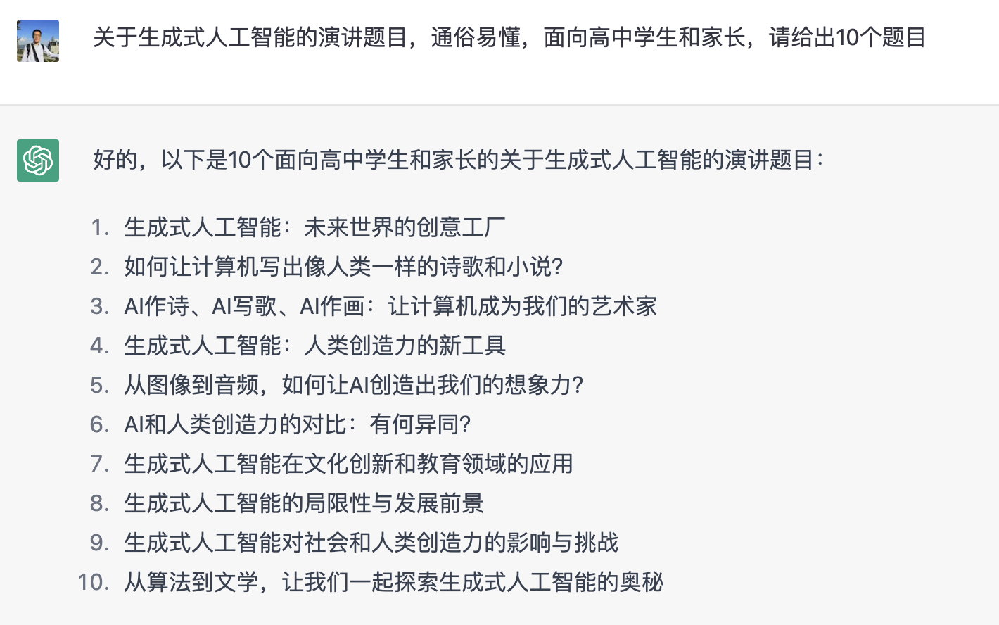 关于生成式人工智能的演讲题目，通俗易懂，面向高中学生和家长，请给出10个题目
好的，以下是10个面向高中学生和家长的关于生成式人工智能的演讲题目：
1. 生成式人工智能：未来世界的创意工厂
2. 如何让计算机写出像人类一样的诗歌和小说?
3. AI作诗、AI写歌、AI作画：让计算机成为我们的艺术家
4. 生成式人工智能：人类创造力的新工具
5. 从图像到音频，如何让AI创造出我们的想象力?
6. AI和人类创造力的对比：有何异同?
7. 生成式人工智能在文化创新和教育领域的应用
8. 生成式人工智能的局限性与发展前景
9. 生成式人工智能对社会和人类创造力的影响与挑战
10. 从算法到文学，让我们一起探索生成式人工智能的奥秘